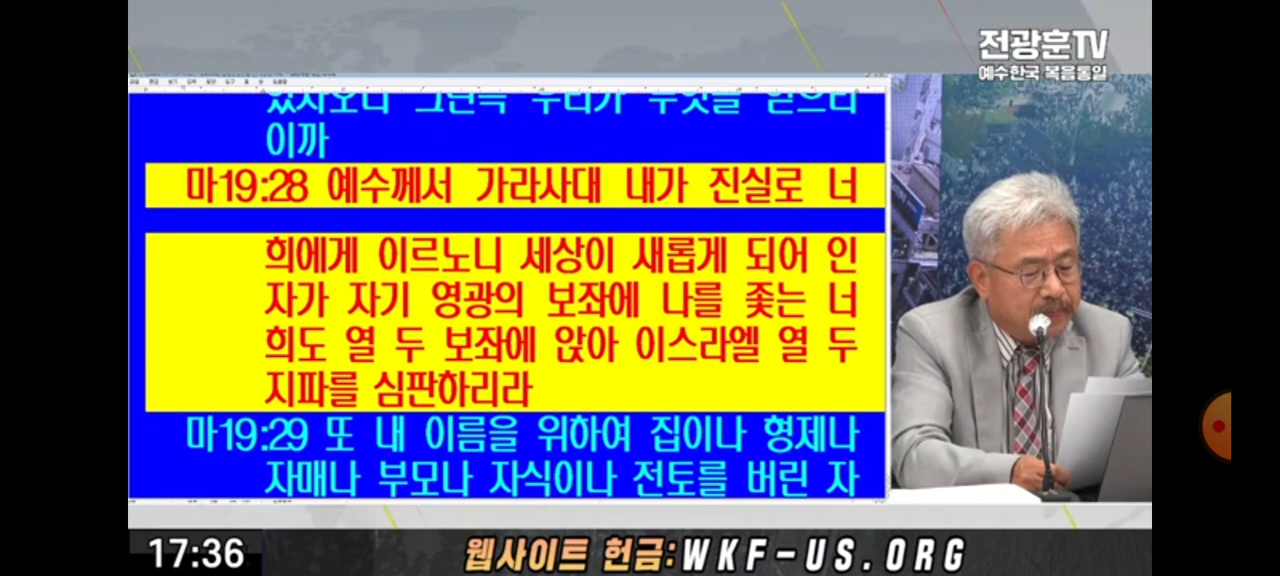 전광훈TV
예수한국 복음통일
이까
마19:28 예수께서 가라사대 내가 진실로 너
희에게 이르노니 세상이 새롭게 되어 인
자가 자기 영광의 보좌에 나를 좇는 너
희도 열 두 보좌에 앉아 이스라엘 열 두
지파를 심판하리라
마19:29 또 내 이름을 위하여 집이나 형제나
자매나 부모나 자식이나 전토를 버린 자
17:36
웹사이트 헌금:WKF-US.ORG